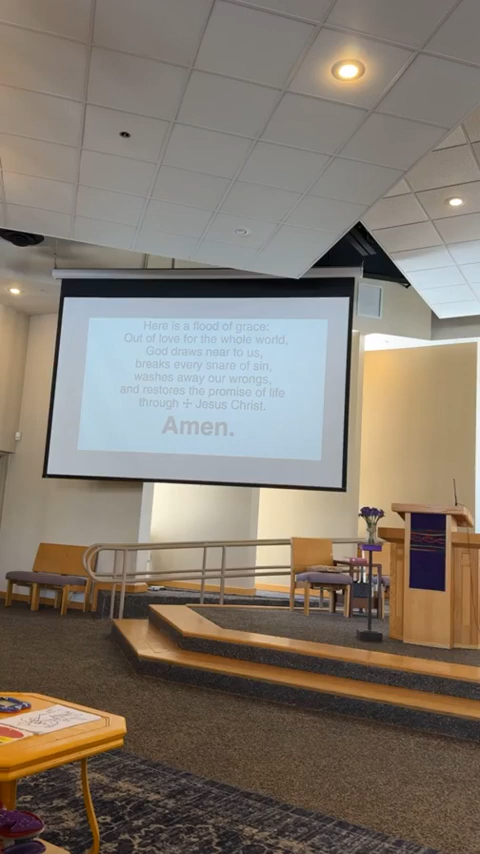 Here is a flood of grace:
Out of love for the whole world,
God draws near to us,
breaks every snare of sin,
washes away our wrongs,
and restores the promise of life
through ☩ Jesus Christ.
Amen.